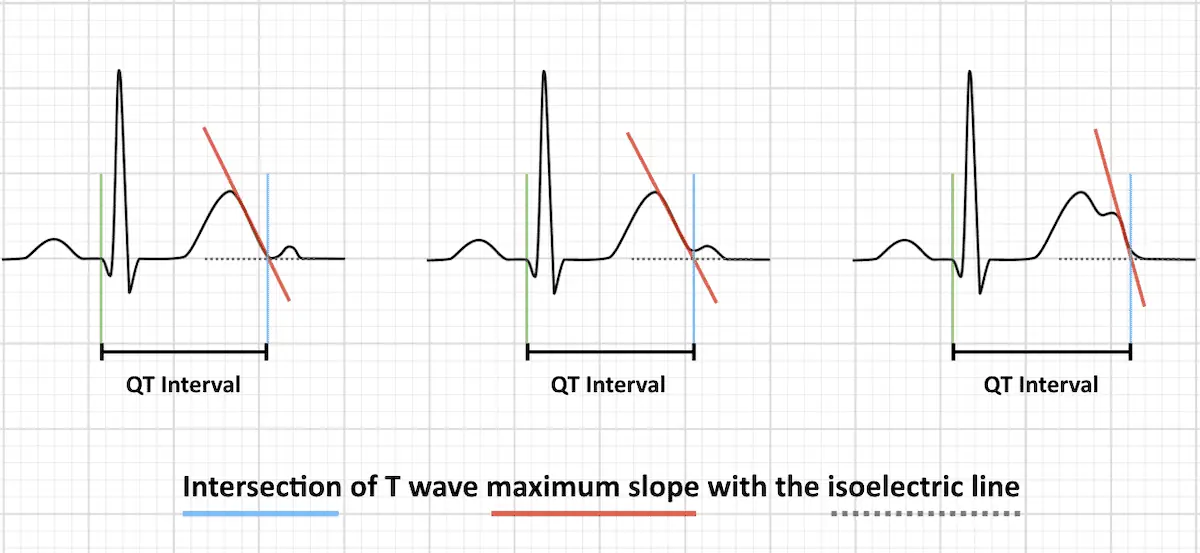 QT Interval
QT Interval
QT Interval
Intersection of T wave maximum slope with the isoelectric line